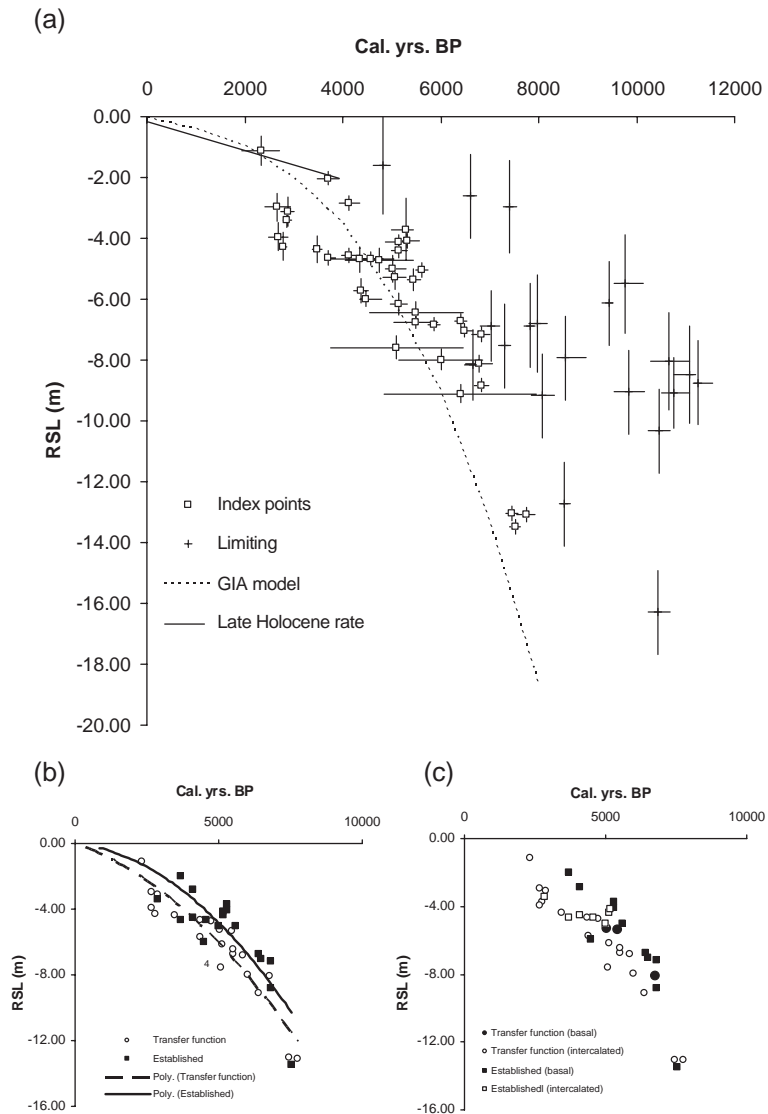 (a)
Cal. yrs. BP
0 2000 4000 6000 8000 10000 12000
0.00
-2.00
-4.00
-6.00
-8.00
-10.00
-12.00
-14.00
-16.00
-18.00
-20.00
RSL (m)
Index points
Limiting
GIA model
Late Holocene rate
(b)
Cal. yrs. BP
0 5000 10000
0.00
-4.00
-8.00
-12.00
-16.00
RSL (m)
4
Transfer function
Established
Poly. (Transfer function)
Poly. (Established)
(c)
Cal. yrs. BP
0 5000 10000
0.00
-4.00
-8.00
-12.00
-16.00
RSL (m)
Transfer function (basal)
Transfer function (intercalated)
Established (basal)
Establishedl (intercalated)